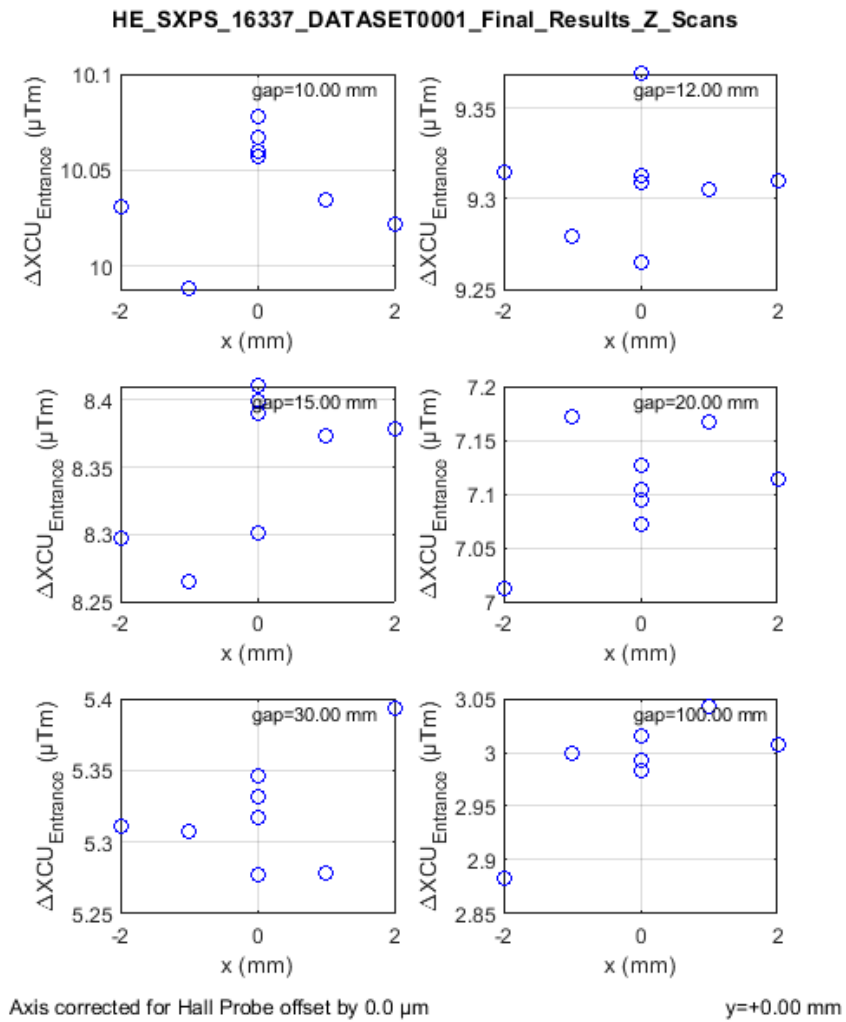 HE_SXPS_16337_DATASET0001_Final_Results_Z_Scans
ΔXCU_Entrance (µTm)
10.1
10.05
10
gap=10.00 mm
-2 0 2
x (mm)
ΔXCU_Entrance (µTm)
9.35
9.3
9.25
gap=12.00 mm
-2 0 2
x (mm)
ΔXCU_Entrance (µTm)
8.4
8.35
8.3
8.25
gap=15.00 mm
-2 0 2
x (mm)
ΔXCU_Entrance (µTm)
7.2
7.15
7.1
7.05
7
gap=20.00 mm
-2 0 2
x (mm)
ΔXCU_Entrance (µTm)
5.4
5.35
5.3
5.25
gap=30.00 mm
-2 0 2
x (mm)
ΔXCU_Entrance (µTm)
3.05
3
2.95
2.9
2.85
gap=100.00 mm
-2 0 2
x (mm)
Axis corrected for Hall Probe offset by 0.0 µm
y=+0.00 mm